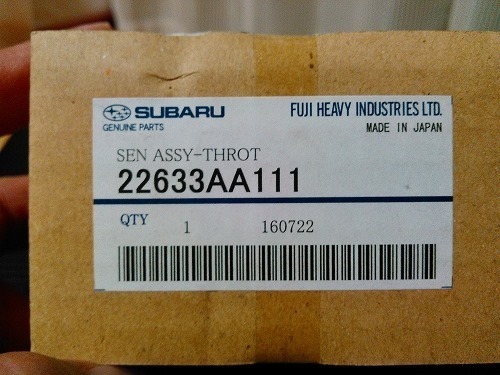 SUBARU FUJI HEAVY INDUSTRIES LTD.
GENUINE PARTS MADE IN JAPAN
SEN ASSY-THROT
22633AA111
QTY 1 160722